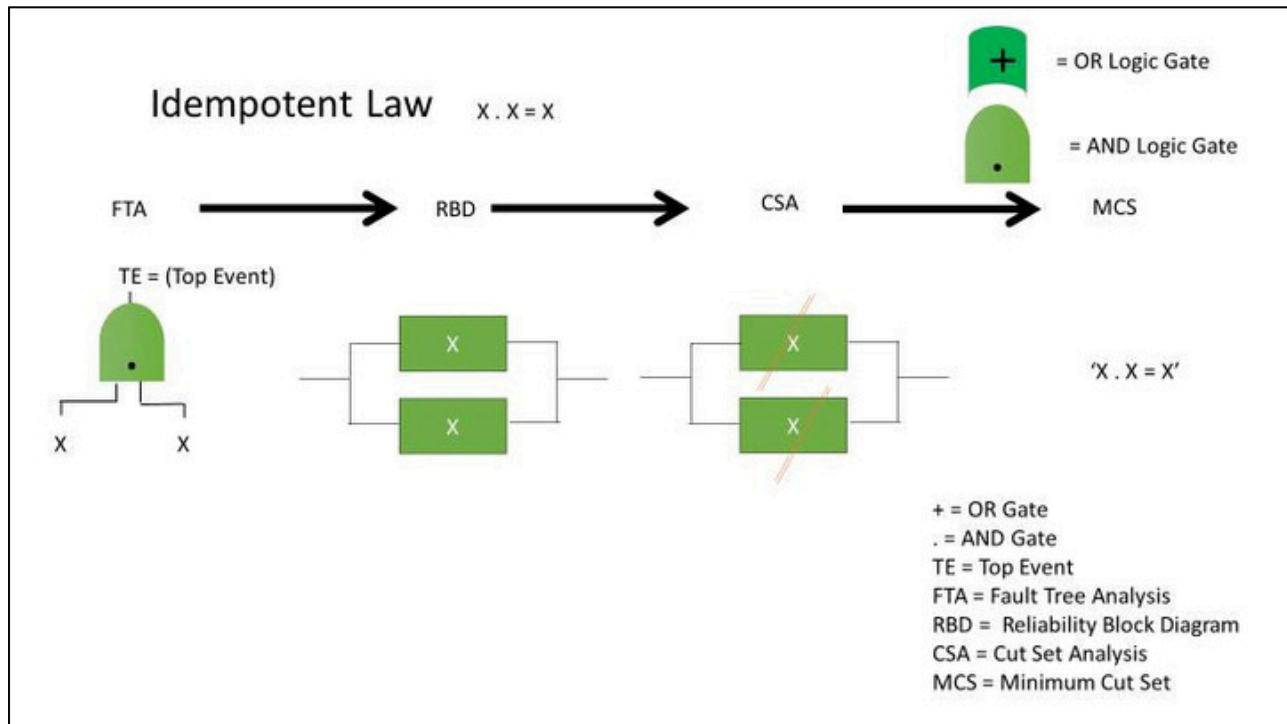 +
= OR Logic Gate
Idempotent Law X . X = X
.
= AND Logic Gate
FTA
RBD
CSA
MCS
TE = (Top Event)
.
X
X
X
X
X
X
‘X . X = X’
+ = OR Gate
. = AND Gate
TE = Top Event
FTA = Fault Tree Analysis
RBD = Reliability Block Diagram
CSA = Cut Set Analysis
MCS = Minimum Cut Set